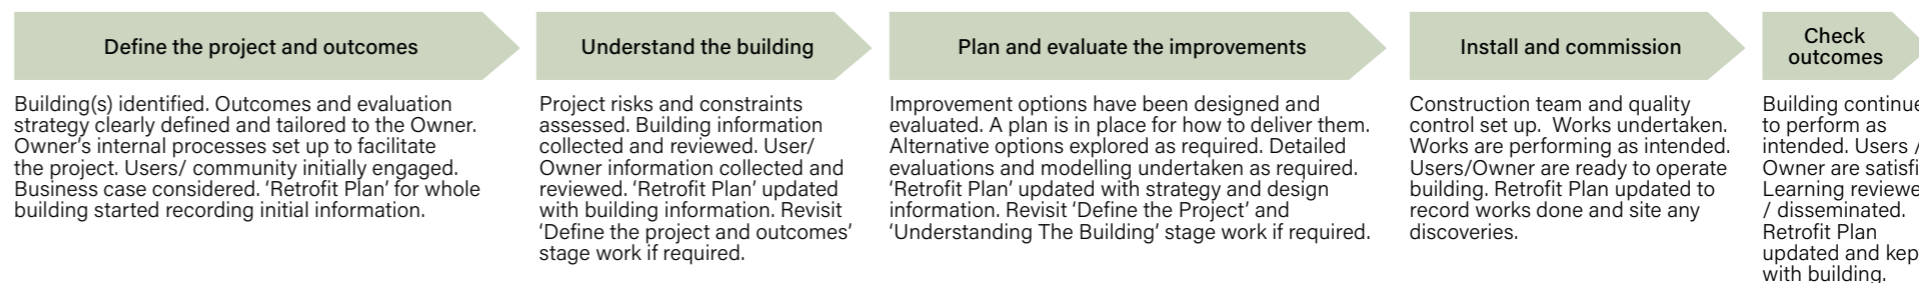 Define the project and outcomes
Building(s) identified. Outcomes and evaluation
strategy clearly defined and tailored to the Owner.
Owner's internal processes set up to facilitate
the project. Users/ community initially engaged.
Business case considered. 'Retrofit Plan' for whole
building started recording initial information.
Understand the building
Project risks and constraints
assessed. Building information
collected and reviewed. User/
Owner information collected and
reviewed. 'Retrofit Plan' updated
with building information. Revisit
'Define the project and outcomes'
stage work if required.
Plan and evaluate the improvements
Improvement options have been designed and
evaluated. A plan is in place for how to deliver them.
Alternative options explored as required. Detailed
evaluations and modelling undertaken as required.
'Retrofit Plan' updated with strategy and design
information. Revisit 'Define the Project' and
'Understanding The Building' stage work if required.
Install and commission
Construction team and quality
control set up. Works undertaken.
Works are performing as intended.
Users/Owner are ready to operate
building. Retrofit Plan updated to
record works done and site any
discoveries.
Check
outcomes
Building
to perform as
intended. Users /
Owner are
Learning
/ disseminated.
Retrofit Plan
updated and
with building.